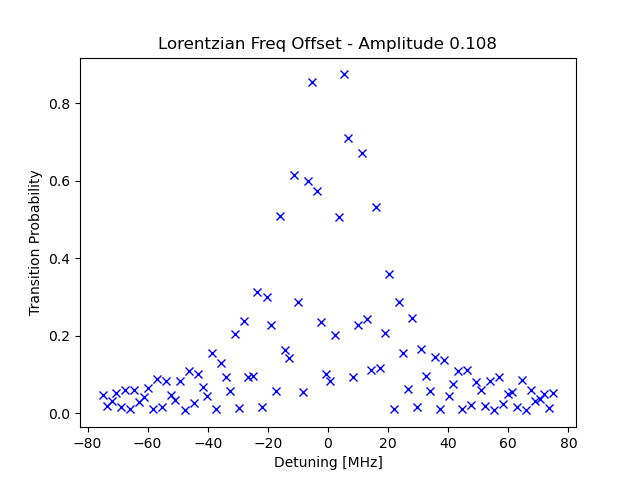 Lorentzian Freq Offset - Amplitude 0.108
Transition Probability
0.8
0.6
0.4
0.2
0.0
−80 −60 −40 −20 0 20 40 60 80
Detuning [MHz]